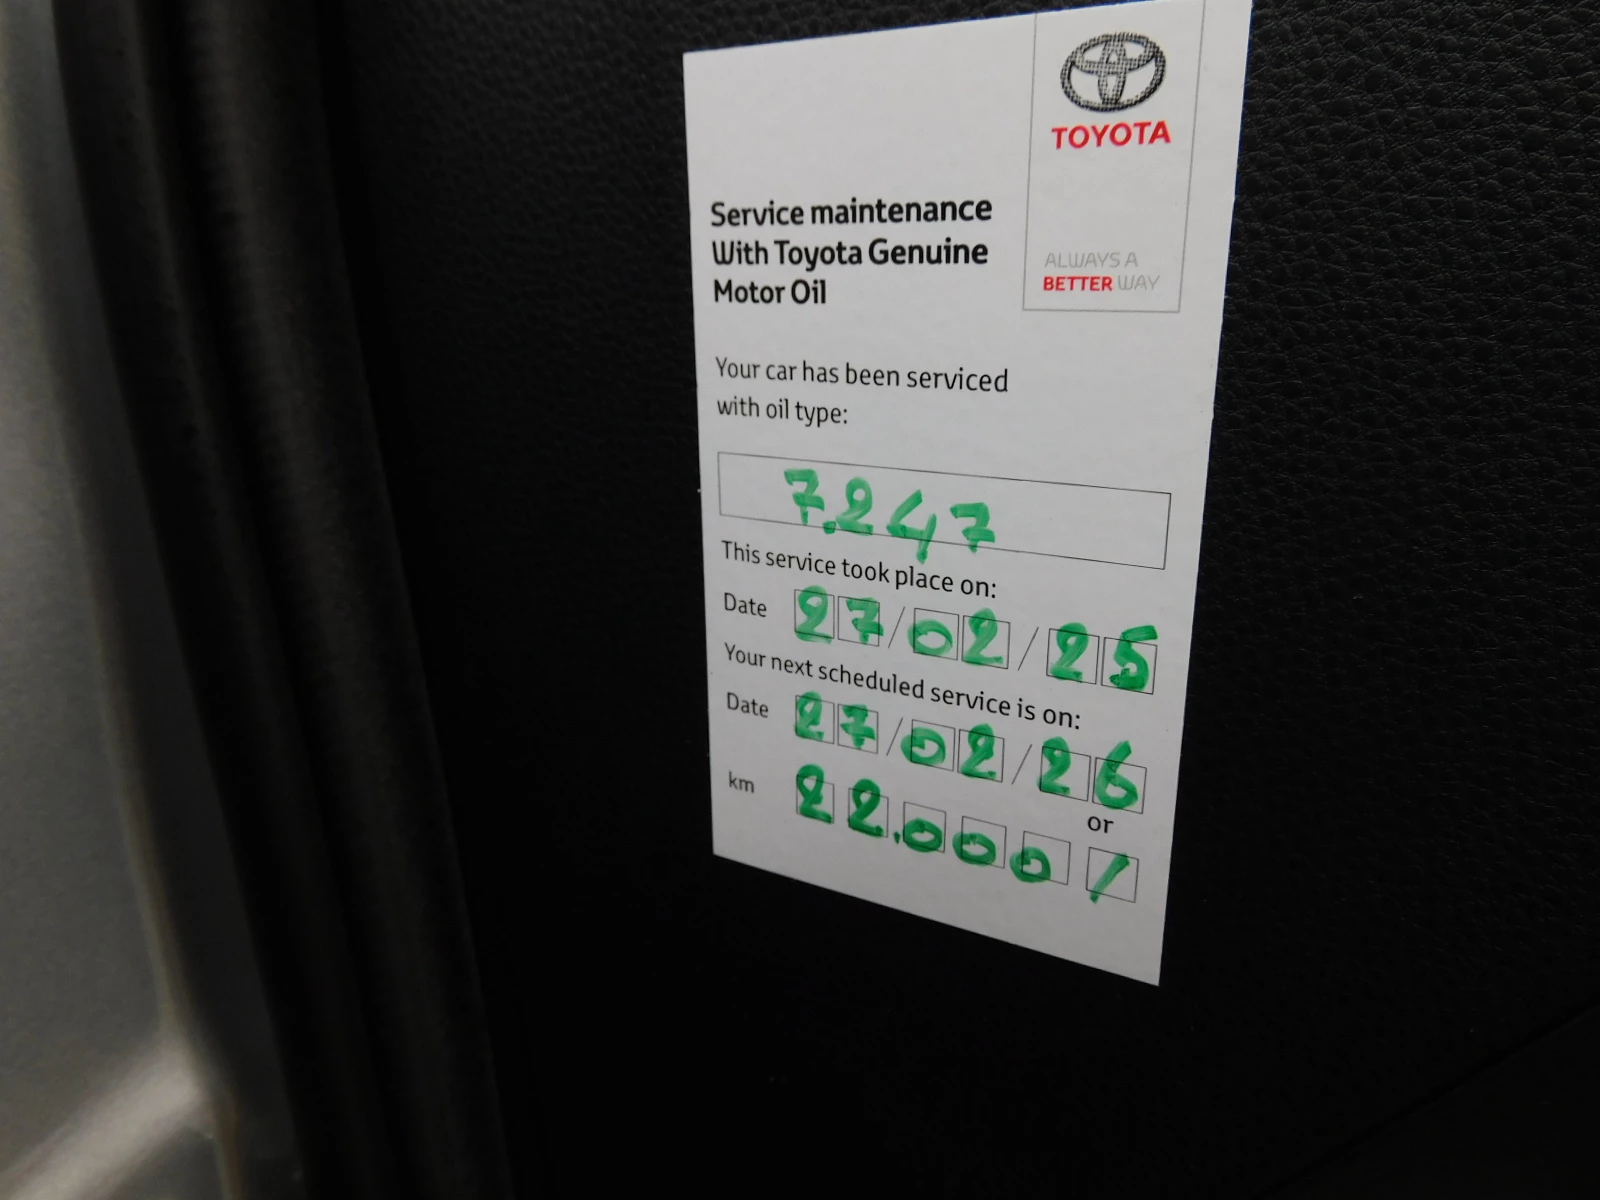 TOYOTA
ALWAYS A
BETTER WAY
Service maintenance
With Toyota Genuine
Motor Oil
Your car has been serviced
with oil type:
7.247
This service took place on:
Date 27/02/25
Your next scheduled service is on:
Date 27/02/26
or
km 22.000/